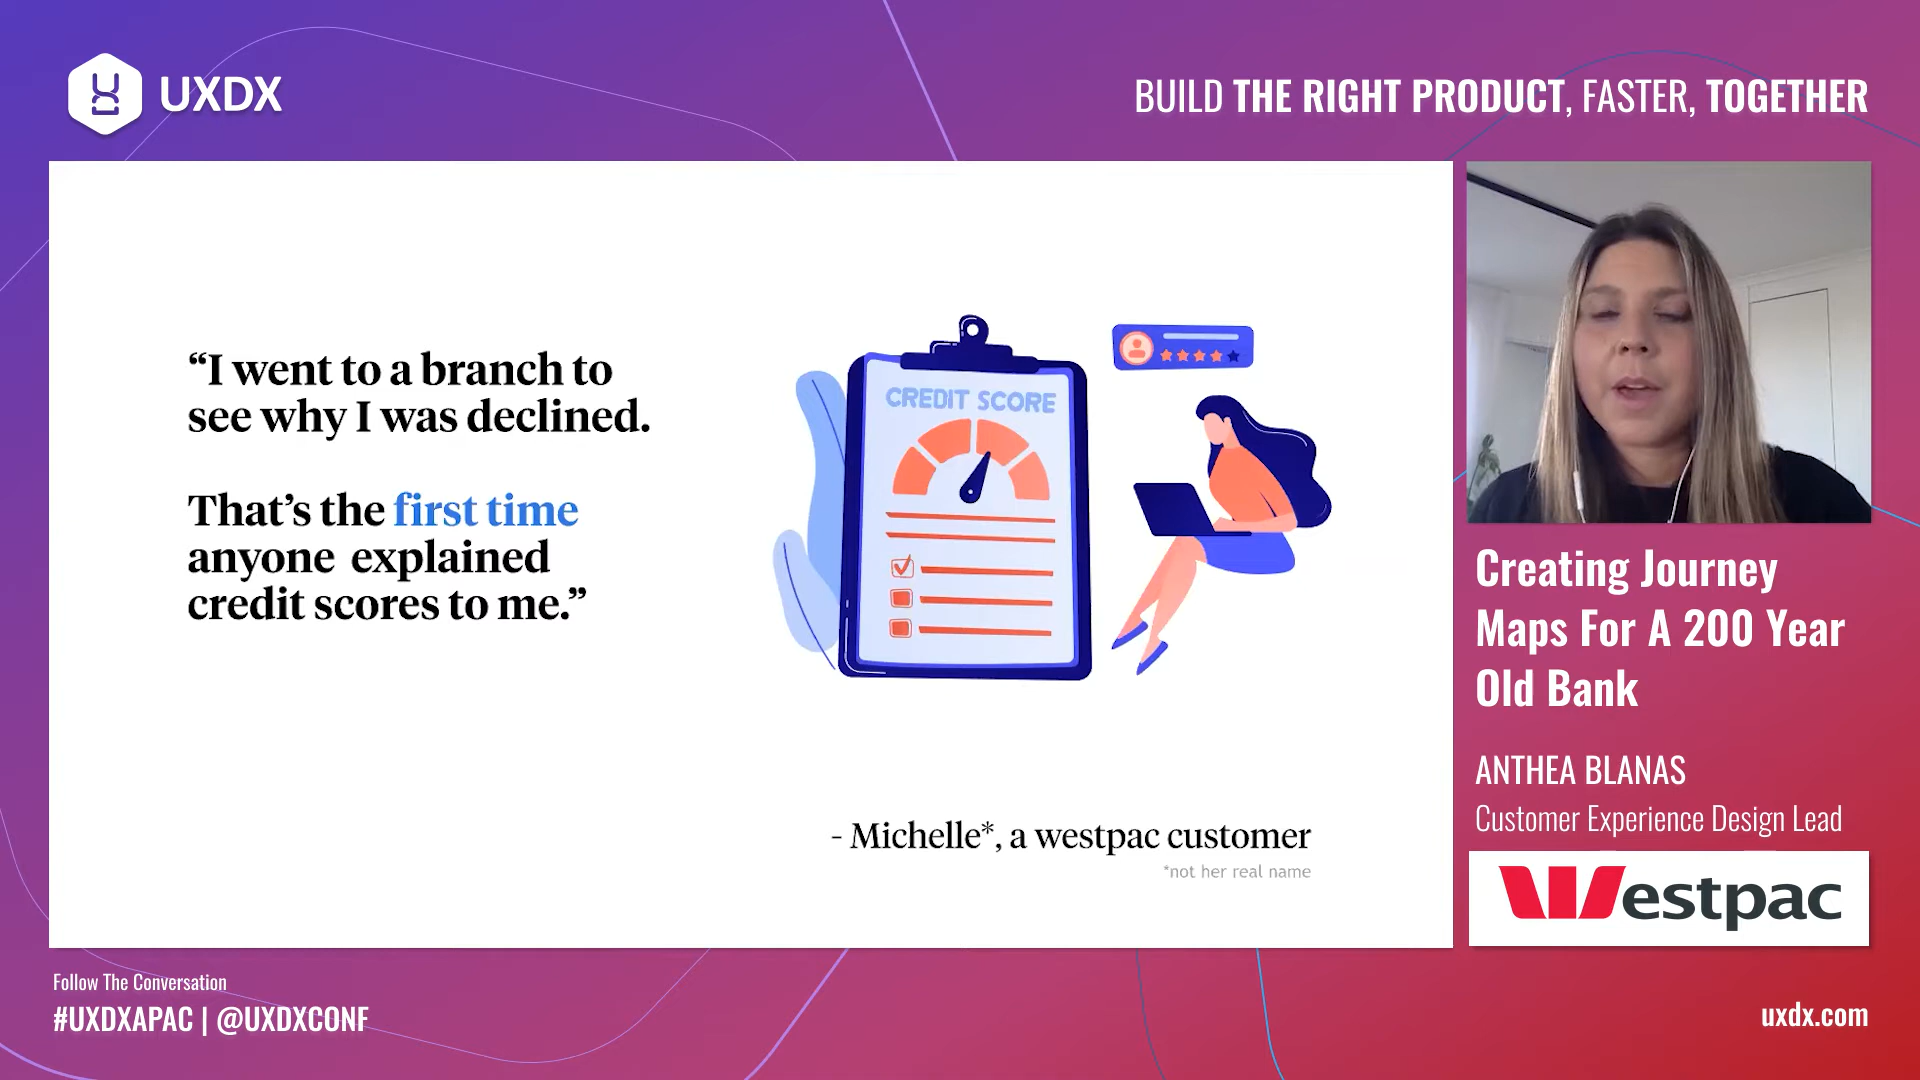 UXDX
BUILD THE RIGHT PRODUCT, FASTER, TOGETHER
“I went to a branch to
see why I was declined.
That’s the first time
anyone explained
credit scores to me.”
CREDIT SCORE
- Michelle*, a westpac customer
*not her real name
Creating Journey
Maps For A 200 Year
Old Bank
ANTHEA BLANAS
Customer Experience Design Lead
Westpac
Follow The Conversation
#UXDXAPAC | @UXDXCONF
uxdx.com